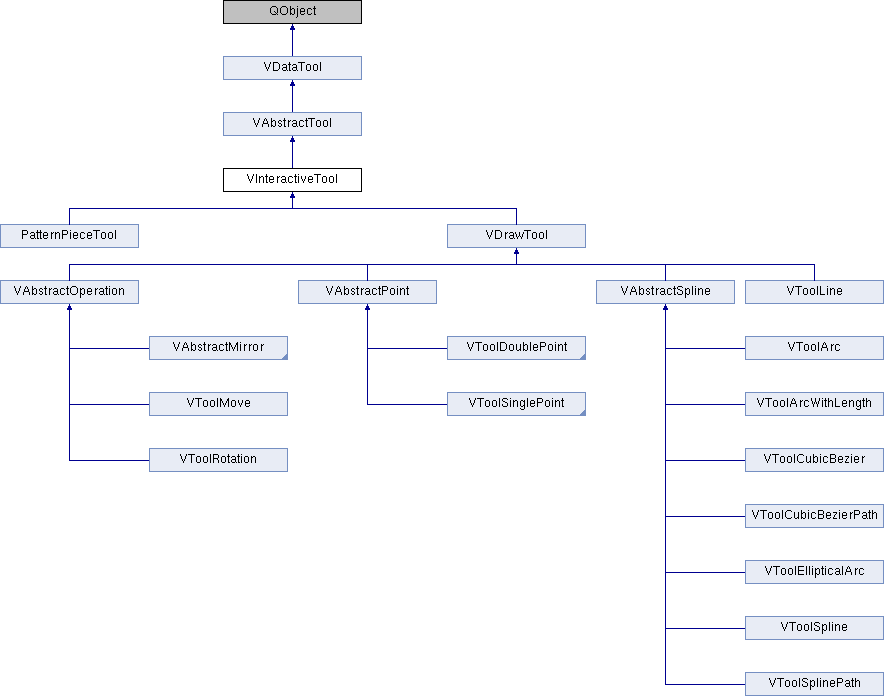 QObject
VDataTool
VAbstractTool
VInteractiveTool
PatternPieceTool
VDrawTool
VAbstractOperation
VAbstractPoint
VAbstractSpline
VToolLine
VAbstractMirror
VToolDoublePoint
VToolArc
VToolMove
VToolSinglePoint
VToolArcWithLength
VToolRotation
VToolCubicBezier
VToolCubicBezierPath
VToolEllipticalArc
VToolSpline
VToolSplinePath